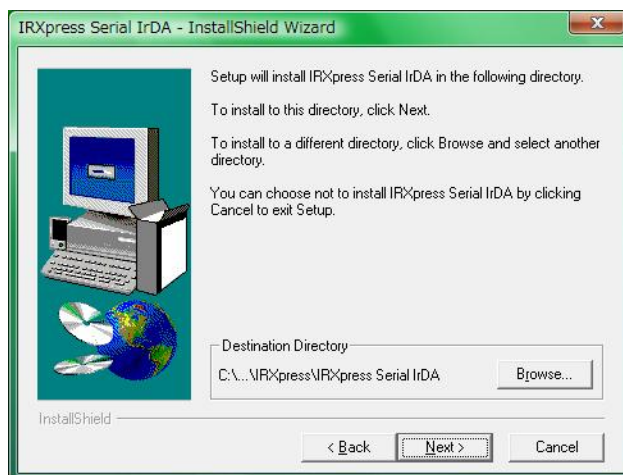 IRXpress Serial IrDA - InstallShield Wizard
Setup will install IRXpress Serial IrDA in the following directory.
To install to this directory, click Next.
To install to a different directory, click Browse and select another
directory.
You can choose not to install IRXpress Serial IrDA by clicking
Cancel to exit Setup.
Destination Directory
C:\...\IRXpress\IRXpress Serial IrDA
Browse...
InstallShield
< Back
Next >
Cancel